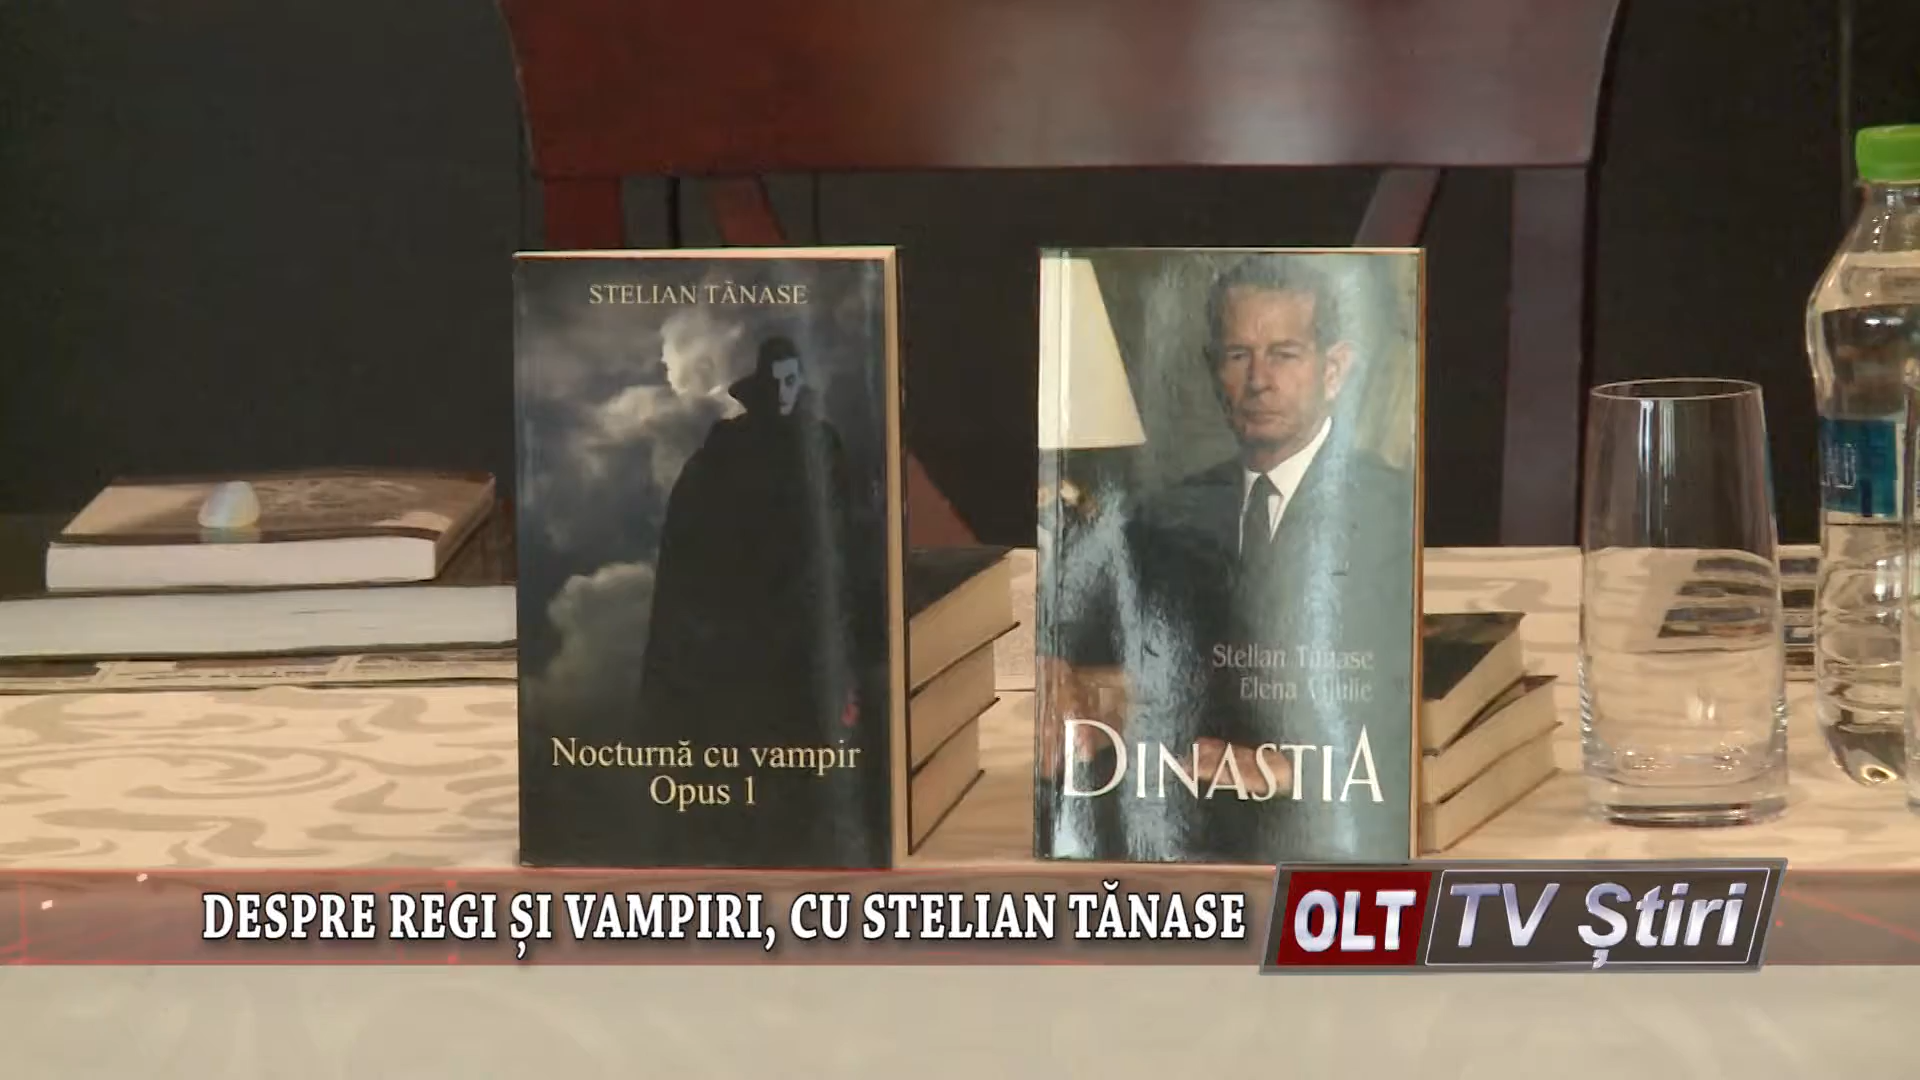 STELIAN TĂNASE
Nocturnă cu vampir
Opus 1
Stelian Tănase
Elena
DINASTIA
DESPRE REGI ȘI VAMPIRI, CU STELIAN TĂNASE
OLT TV Știri